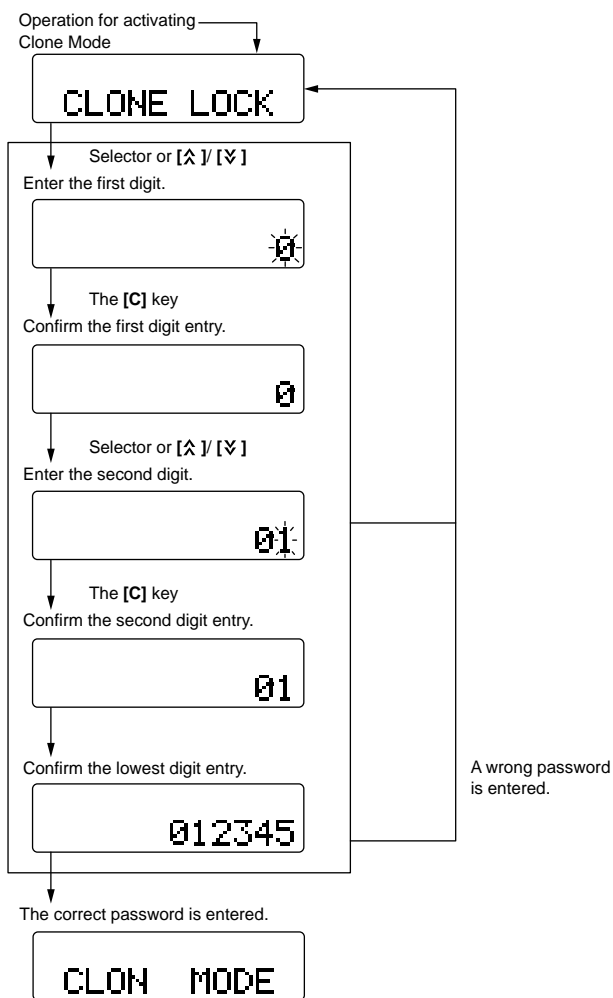 Operation for activating
Clone Mode
CLONE LOCK
Selector or [︽]/ [︾]
Enter the first digit.
0
The [C] key
Confirm the first digit entry.
0
Selector or [︽]/ [︾]
Enter the second digit.
01
The [C] key
Confirm the second digit entry.
01
Confirm the lowest digit entry.
A wrong password
is entered.
012345
The correct password is entered.
CLON MODE